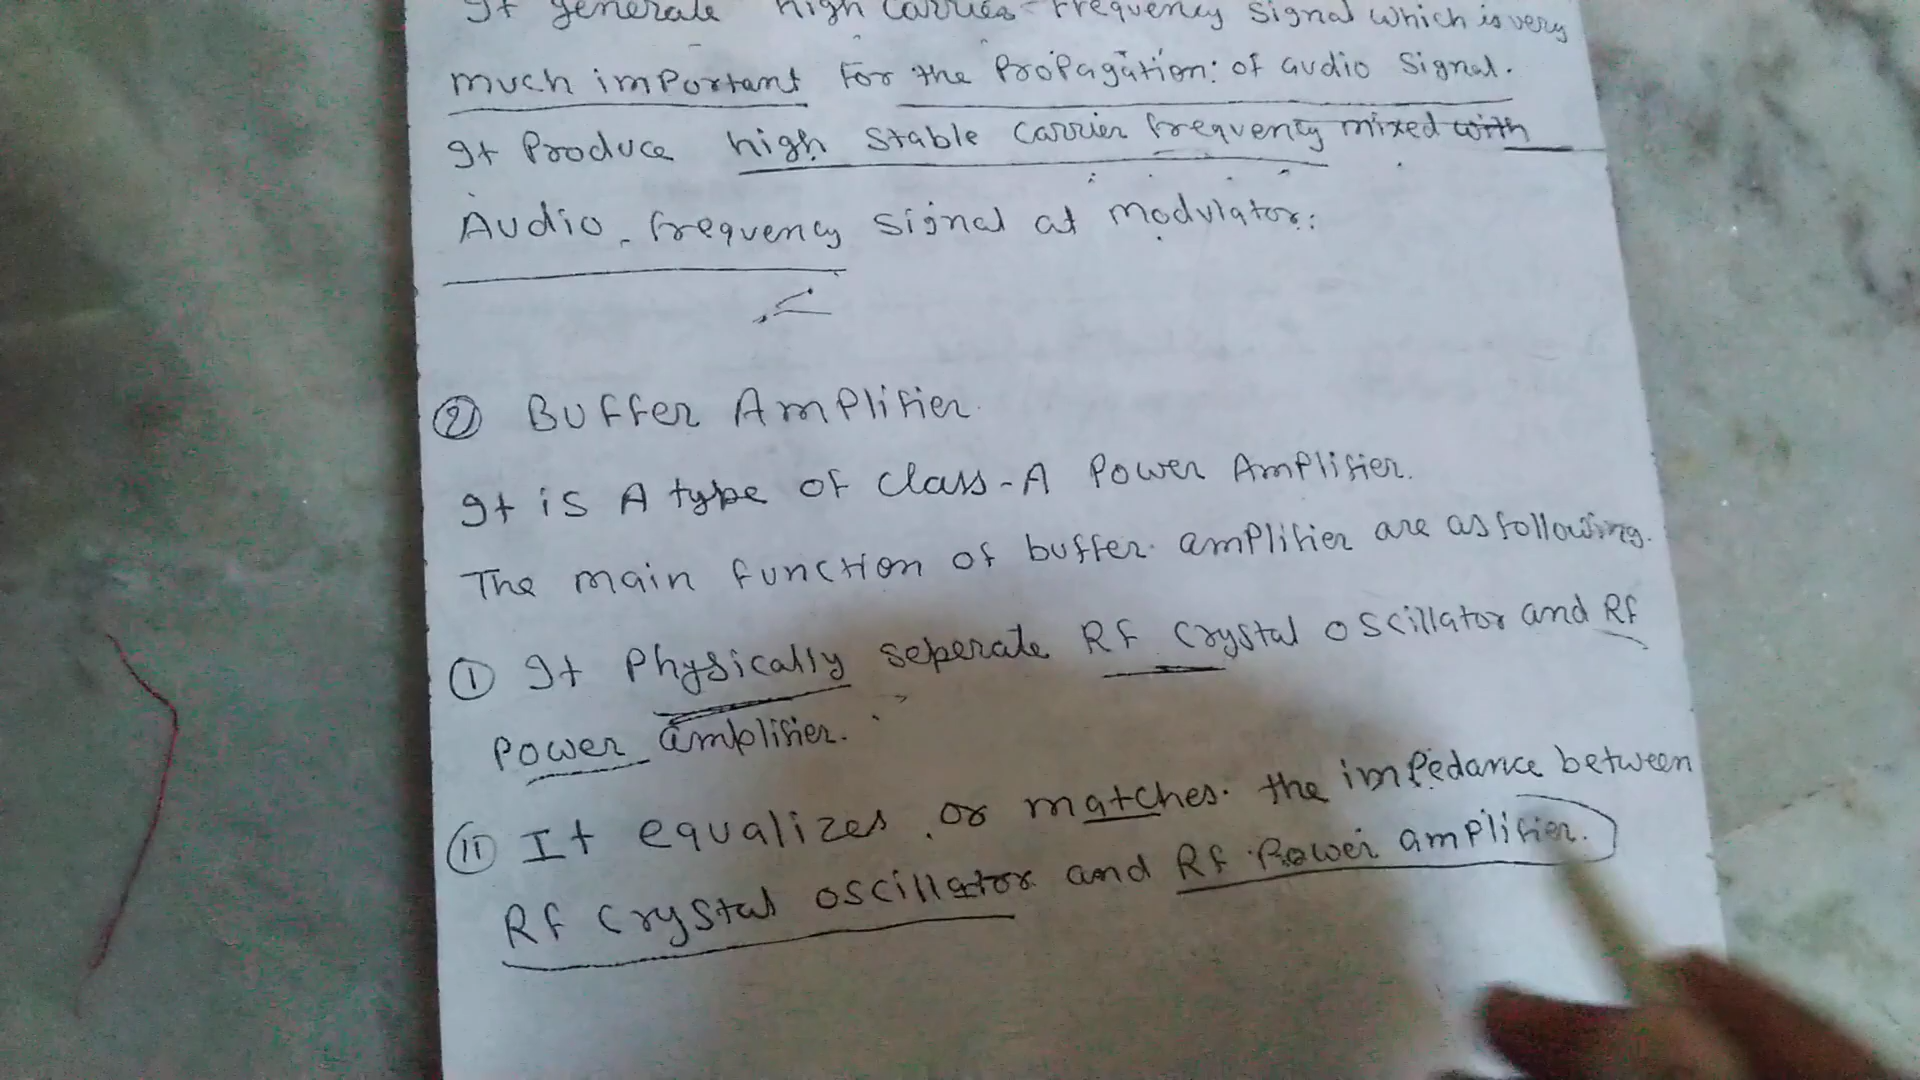 It generate high carrier frequency signal which is very
much important for the Propagation of audio signal.
It Produce high stable carrier frequency mixed with
Audio frequency signal at modulator.
② Buffer Amplifier.
It is A type of class-A Power Amplifier.
The main function of buffer amplifier are as following.
① It Physically seperate RF crystal oscillator and RF
Power amplifier.
⑪ It equalizes or matches the impedance between
RF crystal oscillator and RF Power amplifier.